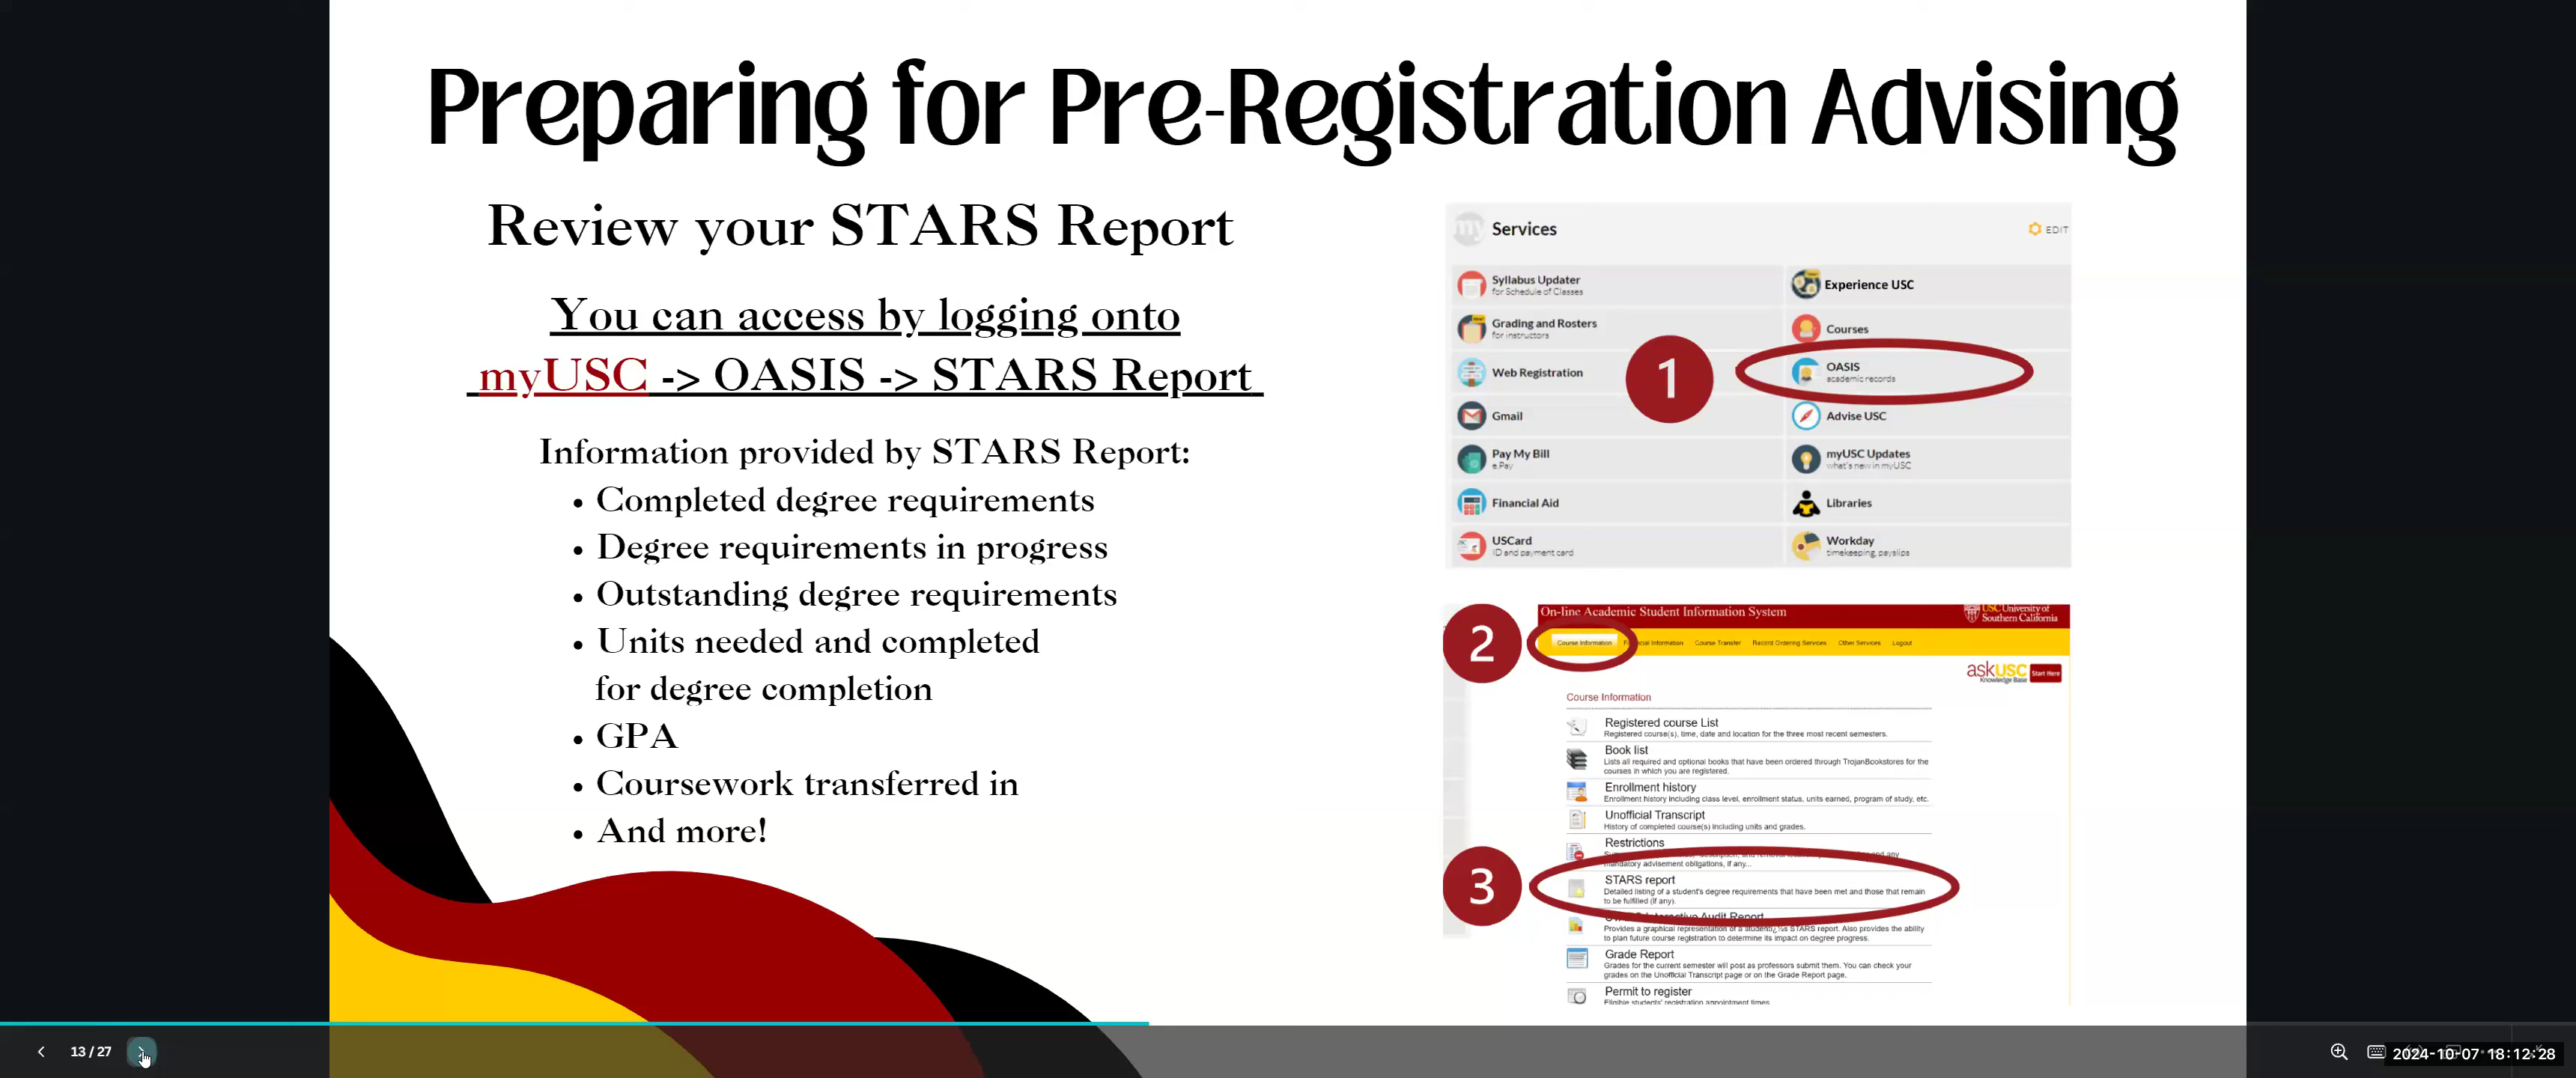 Preparing for Pre-Registration Advising
Review your STARS Report
You can access by logging onto
myUSC -> OASIS -> STARS Report
Information provided by STARS Report:
• Completed degree requirements
• Degree requirements in progress
• Outstanding degree requirements
• Units needed and completed
for degree completion
• GPA
• Coursework transferred in
• And more!
my Services
EDIT
Syllabus Updater
for Schedule of Classes
Experience USC
Grading and Rosters
for instructors
Courses
Web Registration
1
OASIS
academic records
Gmail
Advise USC
Pay My Bill
e.Pay
myUSC Updates
what's new in myUSC
Financial Aid
Libraries
USCard
ID and payment card
Workday
timekeeping, payslips
2
On-line Academic Student Information System
USC University of
Southern California
Course Information
Information
Course Transfer
Record Ordering Services
Other Services
Logout
askUSC
Knowledge Base
Start Here
Course Information
Registered course List
Registered course(s), time, date and location for the three most recent semesters.
Book list
Lists all required and optional books that have been ordered through TrojanBookstores for the
courses in which you are registered.
Enrollment history
Enrollment history including class level, enrollment status, units earned, program of study, etc.
Unofficial Transcript
History of completed course(s) including units and grades.
Restrictions
and any
mandatory advisement obligations, if any...
3
STARS report
Detailed listing of a student's degree requirements that have been met and those that remain
to be fulfilled (if any).
Interactive Audit Report
Provides a graphical representation of a student¿½s STARS report. Also provides the ability
to plan future course registration to determine its impact on degree progress.
Grade Report
Grades for the current semester will post as professors submit them. You can check your
grades on the Unofficial Transcript page or on the Grade Report page.
Permit to register
Eligible students' registration appointment times
13 / 27
2024-10-07 18:12:28